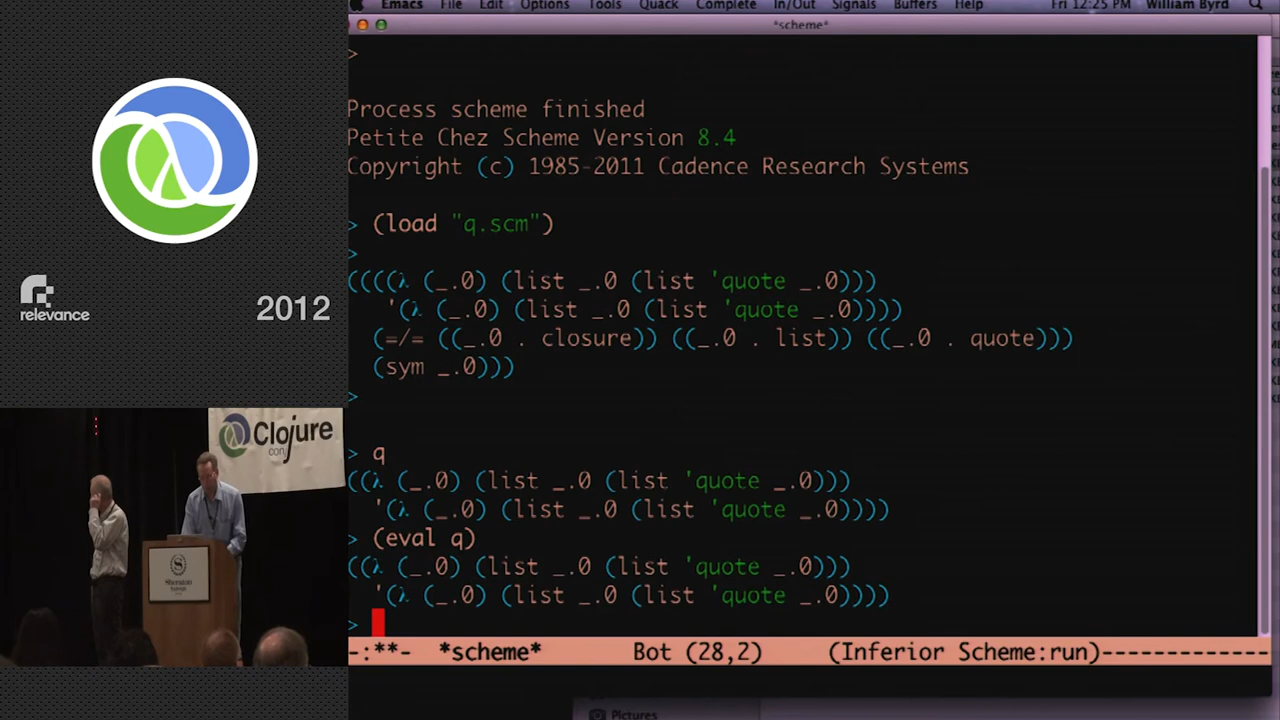 Emacs File Edit Options Tools Quack Complete In/Out Signals Buffers Help Fri 12:25 PM William Byrd
*scheme*
>
Process scheme finished
Petite Chez Scheme Version 8.4
Copyright (c) 1985-2011 Cadence Research Systems
> (load "q.scm")
>
((((λ (_.0) (list _.0 (list 'quote _.0)))
'(λ (_.0) (list _.0 (list 'quote _.0))))
(=/= ((_.0 . closure)) ((_.0 . list)) ((_.0 . quote)))
(sym _.0)))
>
> q
((λ (_.0) (list _.0 (list 'quote _.0)))
'(λ (_.0) (list _.0 (list 'quote _.0))))
> (eval q)
((λ (_.0) (list _.0 (list 'quote _.0)))
'(λ (_.0) (list _.0 (list 'quote _.0))))
>
-:**- *scheme* Bot (28,2) (Inferior Scheme:run)-------------
Pictures
relevance
2012
Clojure
conj
Sheraton